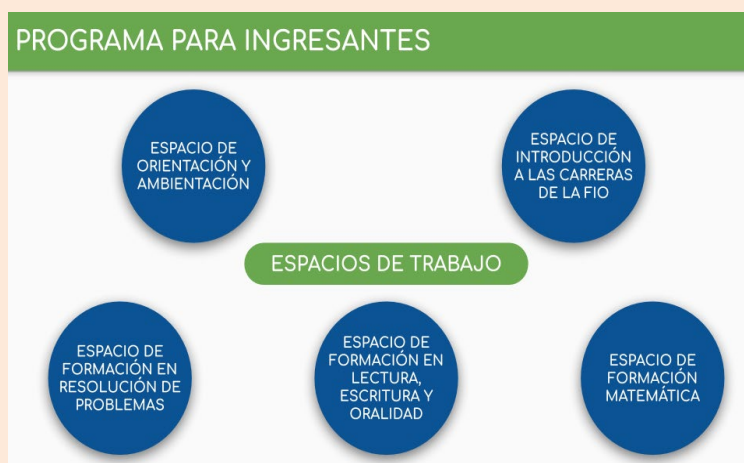 PROGRAMA PARA INGRESANTES
ESPACIO DE
ORIENTACIÓN Y
AMBIENTACIÓN
ESPACIO DE
INTRODUCCIÓN
A LAS CARRERAS
DE LA FIO
ESPACIOS DE TRABAJO
ESPACIO DE
FORMACIÓN EN
RESOLUCIÓN DE
PROBLEMAS
ESPACIO DE
FORMACIÓN EN
LECTURA,
ESCRITURA Y
ORALIDAD
ESPACIO DE
FORMACIÓN
MATEMÁTICA